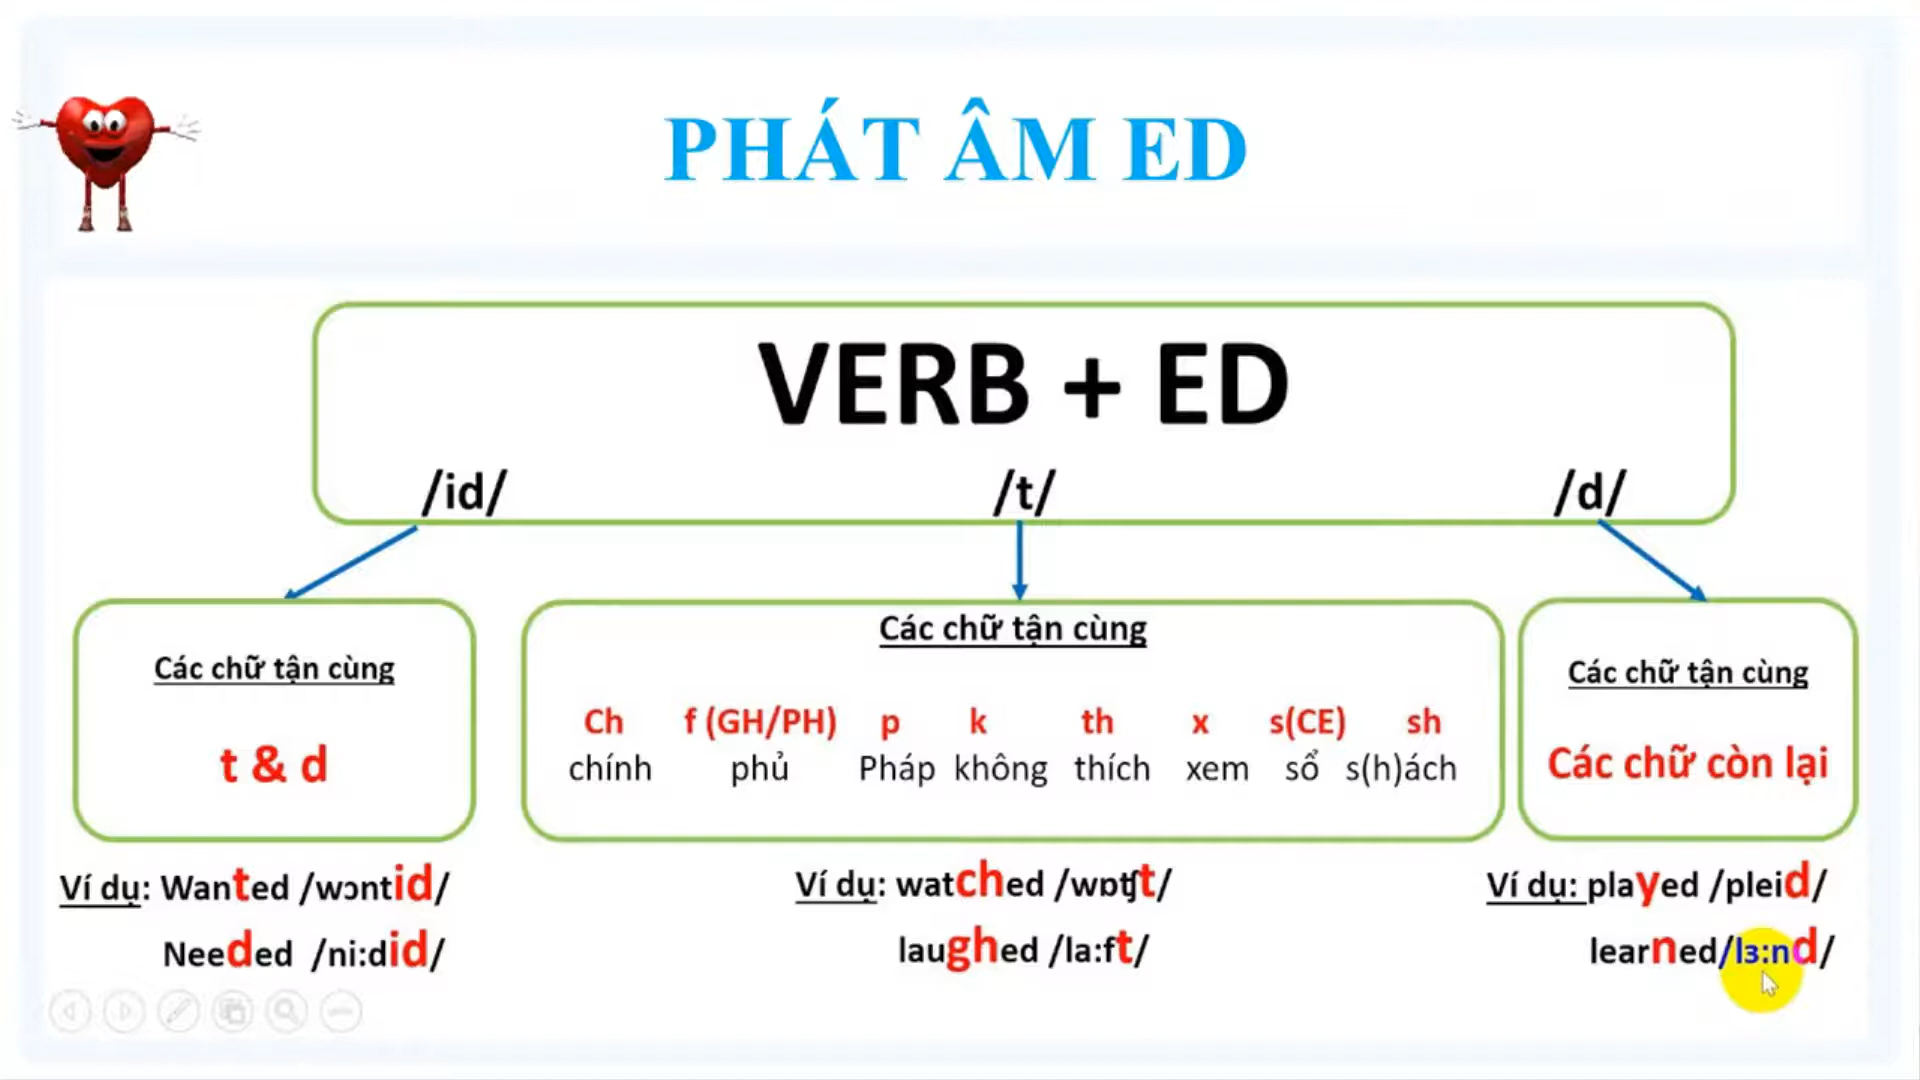 PHÁT ÂM ED
VERB + ED
/id/ /t/ /d/
Các chữ tận cùng
t & d
Các chữ tận cùng
Ch f (GH/PH) p k th x s(CE) sh
chính phủ Pháp không thích xem sổ s(h)ách
Các chữ tận cùng
Các chữ còn lại
Ví dụ: Wanted /wɔntid/
Needed /ni:did/
Ví dụ: watched /wɒʧt/
laughed /la:ft/
Ví dụ: played /pleid/
learned/lɜ:nd/